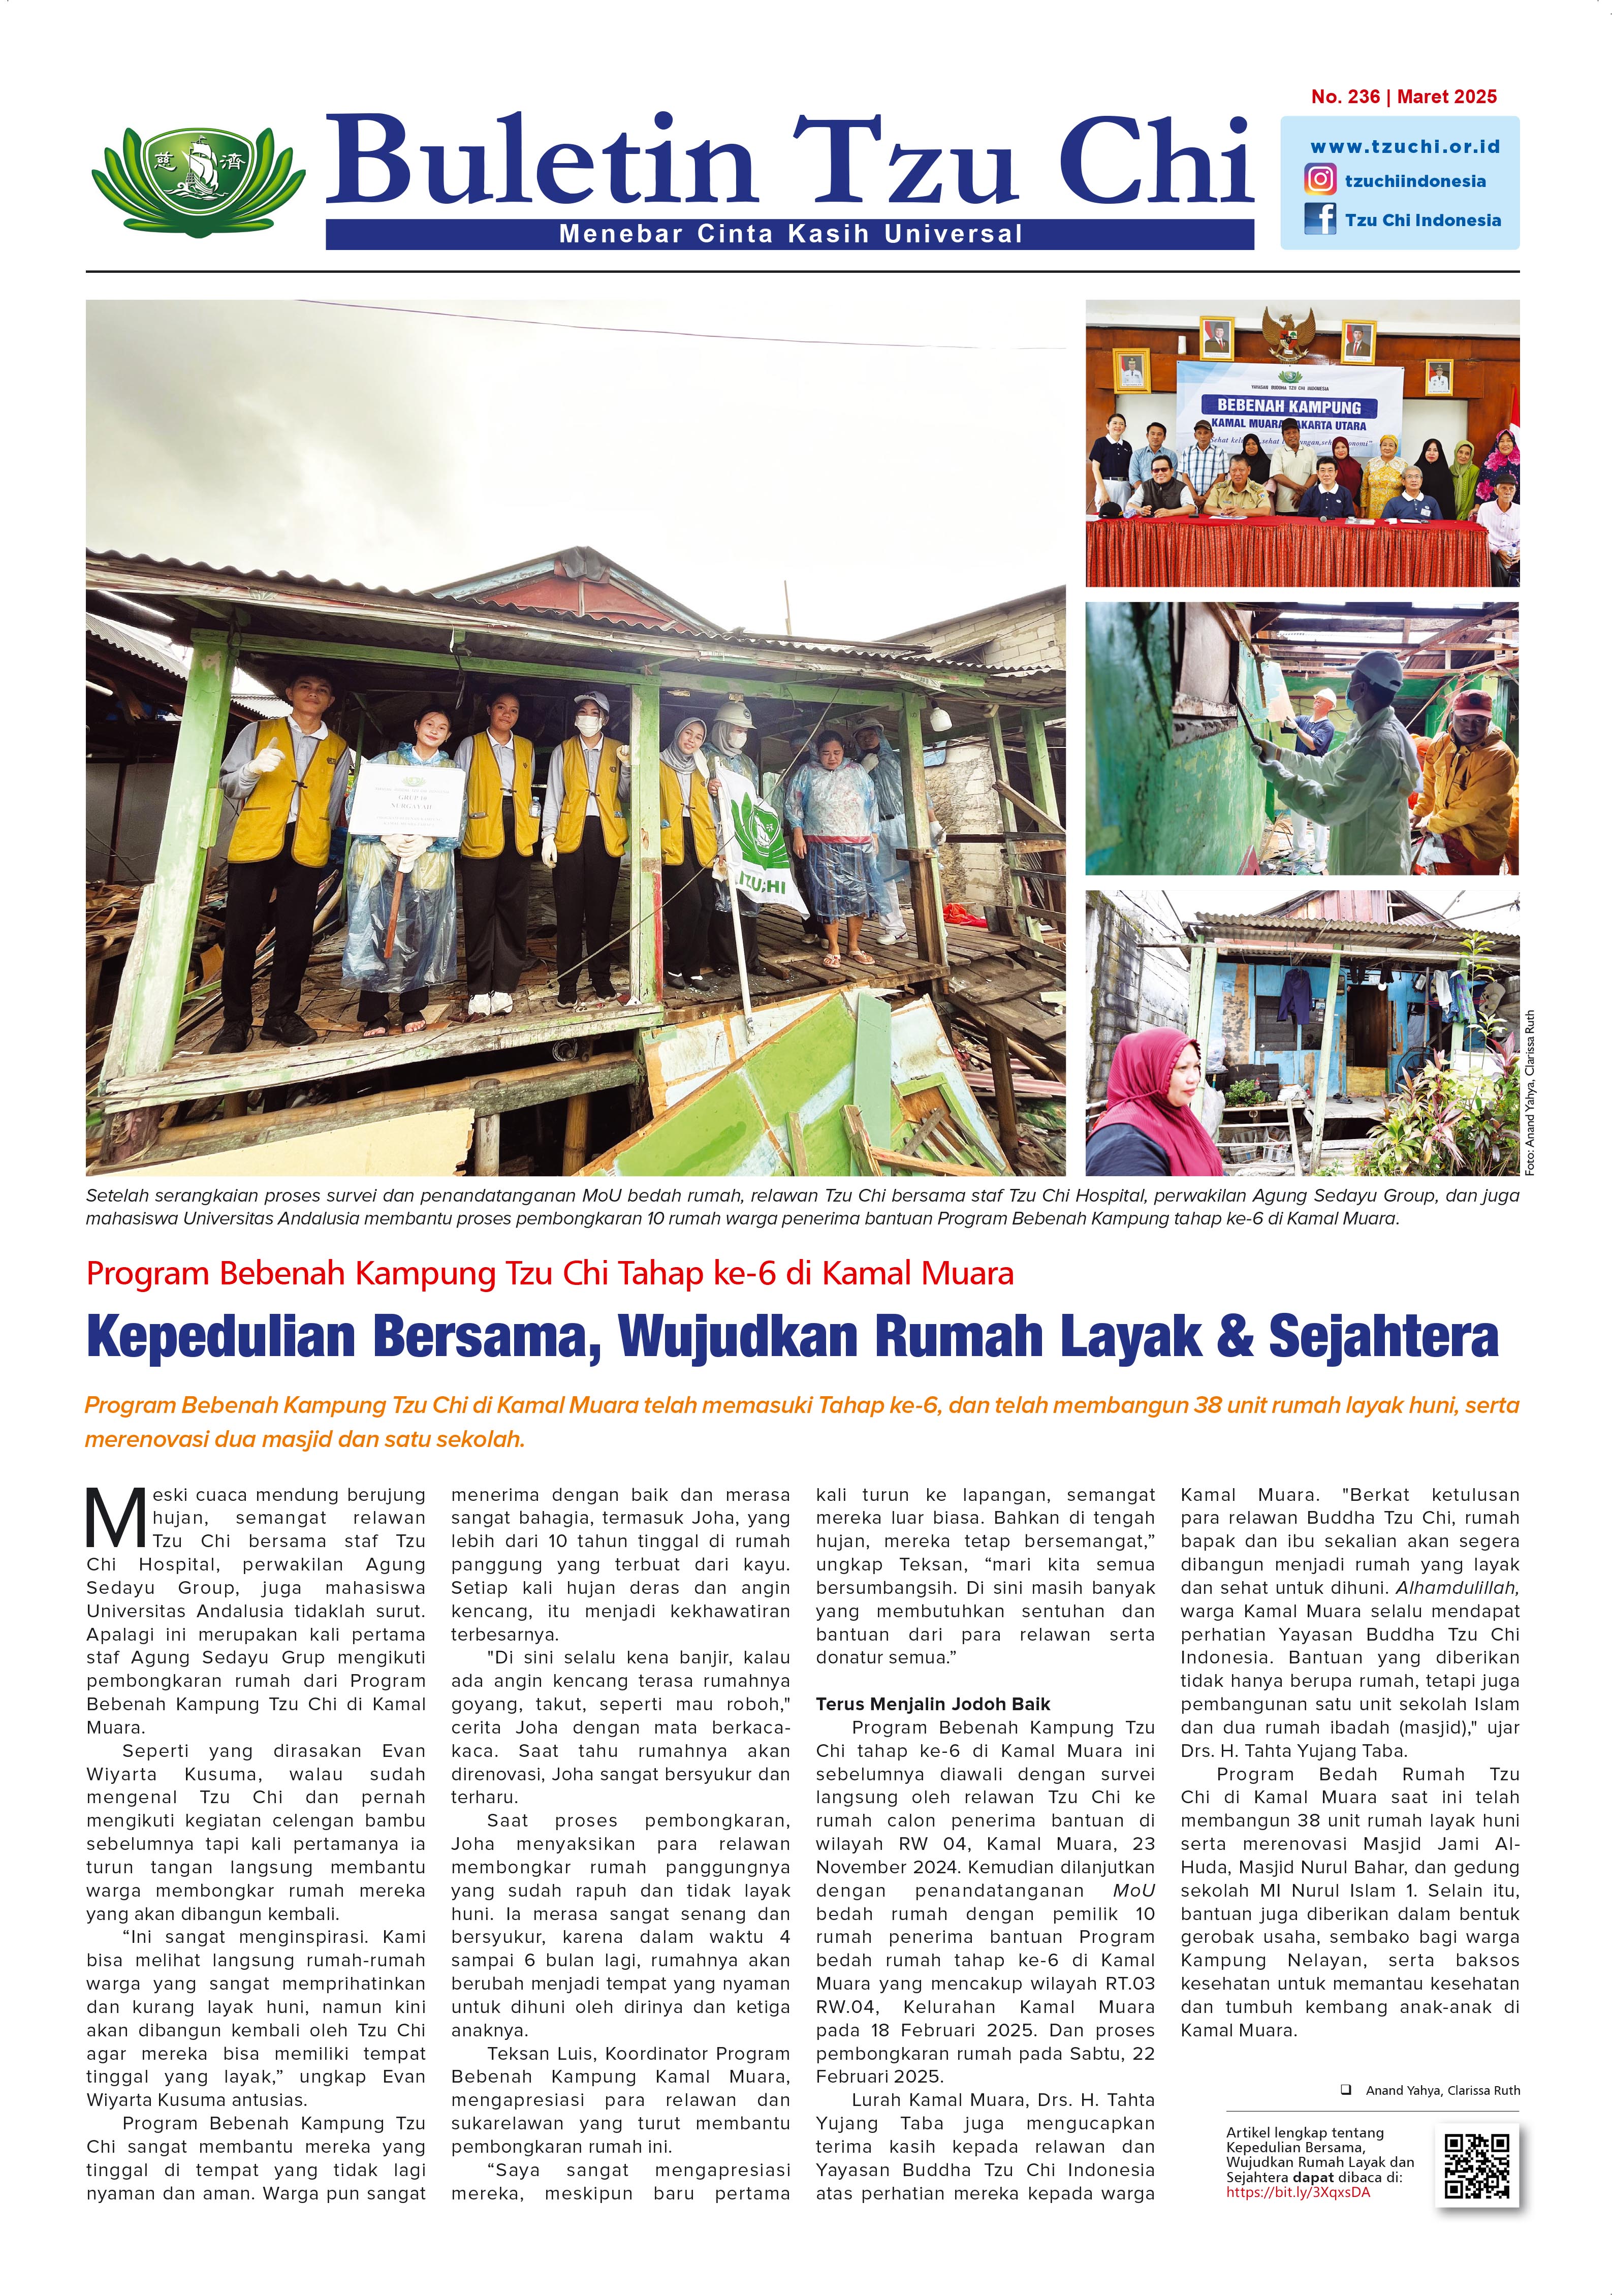 No. 236 | Maret 2025
慈 濟
Buletin Tzu Chi
Menebar Cinta Kasih Universal
www.tzuchi.or.id
tzuchiindonesia
Tzu Chi Indonesia
GRUP 10
NURHAYATI
TZU CHI
YAYASAN BUDDHA TZU CHI INDONESIA
BEBENAH KAMPUNG
KAMAL MUARA JAKARTA UTARA
Foto: Anand Yahya, Clarissa Ruth
Setelah serangkaian proses survei dan penandatanganan MoU bedah rumah, relawan Tzu Chi bersama staf Tzu Chi Hospital, perwakilan Agung Sedayu Group, dan juga
mahasiswa Universitas Andalusia membantu proses pembongkaran 10 rumah warga penerima bantuan Program Bebenah Kampung tahap ke-6 di Kamal Muara.
Program Bebenah Kampung Tzu Chi Tahap ke-6 di Kamal Muara
Kepedulian Bersama, Wujudkan Rumah Layak & Sejahtera
Program Bebenah Kampung Tzu Chi di Kamal Muara telah memasuki Tahap ke-6, dan telah membangun 38 unit rumah layak huni, serta
merenovasi dua masjid dan satu sekolah.
Meski cuaca mendung berujung
hujan, semangat relawan
Tzu Chi bersama staf Tzu
Chi Hospital, perwakilan Agung
Sedayu Group, juga mahasiswa
Universitas Andalusia tidaklah surut.
Apalagi ini merupakan kali pertama
staf Agung Sedayu Grup mengikuti
pembongkaran rumah dari Program
Bebenah Kampung Tzu Chi di Kamal
Muara.
Seperti yang dirasakan Evan
Wiyarta Kusuma, walau sudah
mengenal Tzu Chi dan pernah
mengikuti kegiatan celengan bambu
sebelumnya tapi kali pertamanya ia
turun tangan langsung membantu
warga membongkar rumah mereka
yang akan dibangun kembali.
“Ini sangat menginspirasi. Kami
bisa melihat langsung rumah-rumah
warga yang sangat memprihatinkan
dan kurang layak huni, namun kini
akan dibangun kembali oleh Tzu Chi
agar mereka bisa memiliki tempat
tinggal yang layak,” ungkap Evan
Wiyarta Kusuma antusias.
Program Bebenah Kampung Tzu
Chi sangat membantu mereka yang
tinggal di tempat yang tidak lagi
nyaman dan aman. Warga pun sangat
menerima dengan baik dan merasa
sangat bahagia, termasuk Joha, yang
lebih dari 10 tahun tinggal di rumah
panggung yang terbuat dari kayu.
Setiap kali hujan deras dan angin
kencang, itu menjadi kekhawatiran
terbesarnya.
"Di sini selalu kena banjir, kalau
ada angin kencang terasa rumahnya
goyang, takut, seperti mau roboh,"
cerita Joha dengan mata berkaca-
kaca. Saat tahu rumahnya akan
direnovasi, Joha sangat bersyukur dan
terharu.
Saat proses pembongkaran,
Joha menyaksikan para relawan
membongkar rumah panggungnya
yang sudah rapuh dan tidak layak
huni. Ia merasa sangat senang dan
bersyukur, karena dalam waktu 4
sampai 6 bulan lagi, rumahnya akan
berubah menjadi tempat yang nyaman
untuk dihuni oleh dirinya dan ketiga
anaknya.
Teksan Luis, Koordinator Program
Bebenah Kampung Kamal Muara,
mengapresiasi para relawan dan
sukarelawan yang turut membantu
pembongkaran rumah ini.
“Saya sangat mengapresiasi
mereka, meskipun baru pertama
kali turun ke lapangan, semangat
mereka luar biasa. Bahkan di tengah
hujan, mereka tetap bersemangat,”
ungkap Teksan, “mari kita semua
bersumbangsih. Di sini masih banyak
yang membutuhkan sentuhan dan
bantuan dari para relawan serta
donatur semua.”
Terus Menjalin Jodoh Baik
Program Bebenah Kampung Tzu
Chi tahap ke-6 di Kamal Muara ini
sebelumnya diawali dengan survei
langsung oleh relawan Tzu Chi ke
rumah calon penerima bantuan di
wilayah RW 04, Kamal Muara, 23
November 2024. Kemudian dilanjutkan
dengan penandatanganan MoU
bedah rumah dengan pemilik 10
rumah penerima bantuan Program
bedah rumah tahap ke-6 di Kamal
Muara yang mencakup wilayah RT.03
RW.04, Kelurahan Kamal Muara
pada 18 Februari 2025. Dan proses
pembongkaran rumah pada Sabtu, 22
Februari 2025.
Lurah Kamal Muara, Drs. H. Tahta
Yujang Taba juga mengucapkan
terima kasih kepada relawan dan
Yayasan Buddha Tzu Chi Indonesia
atas perhatian mereka kepada warga
Kamal Muara. "Berkat ketulusan
para relawan Buddha Tzu Chi, rumah
bapak dan ibu sekalian akan segera
dibangun menjadi rumah yang layak
dan sehat untuk dihuni. Alhamdulillah,
warga Kamal Muara selalu mendapat
perhatian Yayasan Buddha Tzu Chi
Indonesia. Bantuan yang diberikan
tidak hanya berupa rumah, tetapi juga
pembangunan satu unit sekolah Islam
dan dua rumah ibadah (masjid)," ujar
Drs. H. Tahta Yujang Taba.
Program Bedah Rumah Tzu
Chi di Kamal Muara saat ini telah
membangun 38 unit rumah layak huni
serta merenovasi Masjid Jami Al-
Huda, Masjid Nurul Bahar, dan gedung
sekolah MI Nurul Islam 1. Selain itu,
bantuan juga diberikan dalam bentuk
gerobak usaha, sembako bagi warga
Kampung Nelayan, serta baksos
kesehatan untuk memantau kesehatan
dan tumbuh kembang anak-anak di
Kamal Muara.
❑ Anand Yahya, Clarissa Ruth
Artikel lengkap tentang
Kepedulian Bersama,
Wujudkan Rumah Layak dan
Sejahtera dapat dibaca di:
https://bit.ly/3XqxsDA